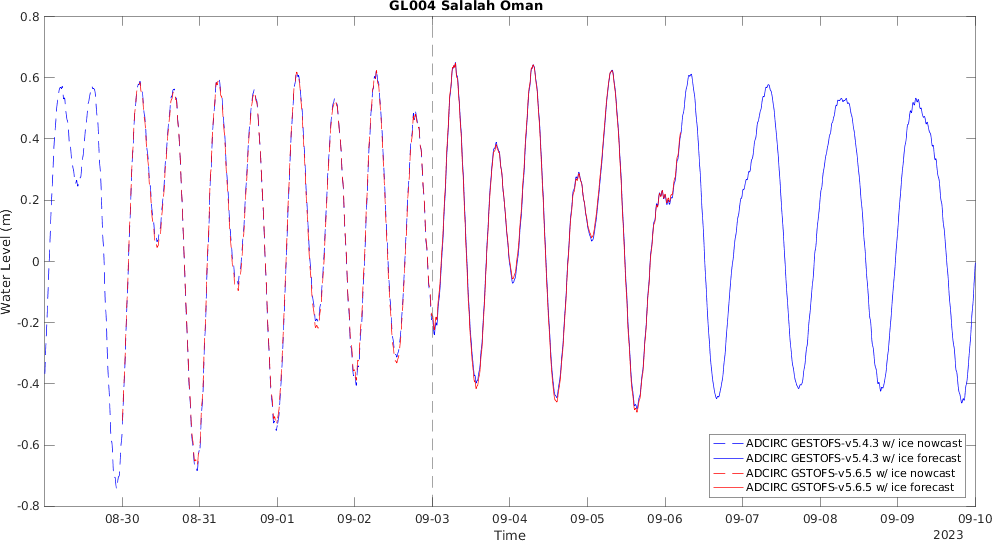 GL004 Salalah Oman
0.8
0.6
0.4
0.2
0
-0.2
-0.4
-0.6
-0.8
Water Level (m)
ADCIRC GESTOFS-v5.4.3 w/ ice nowcast
ADCIRC GESTOFS-v5.4.3 w/ ice forecast
ADCIRC GSTOFS-v5.6.5 w/ ice nowcast
ADCIRC GSTOFS-v5.6.5 w/ ice forecast
08-30 08-31 09-01 09-02 09-03 09-04 09-05 09-06 09-07 09-08 09-09 09-10
Time
2023